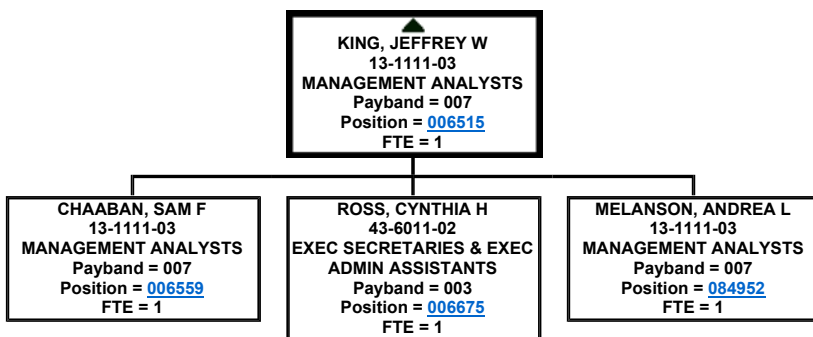 KING, JEFFREY W
13-1111-03
MANAGEMENT ANALYSTS
Payband = 007
Position = 006515
FTE = 1
CHAABAN, SAM F
13-1111-03
MANAGEMENT ANALYSTS
Payband = 007
Position = 006559
FTE = 1
ROSS, CYNTHIA H
43-6011-02
EXEC SECRETARIES & EXEC
ADMIN ASSISTANTS
Payband = 003
Position = 006675
FTE = 1
MELANSON, ANDREA L
13-1111-03
MANAGEMENT ANALYSTS
Payband = 007
Position = 084952
FTE = 1